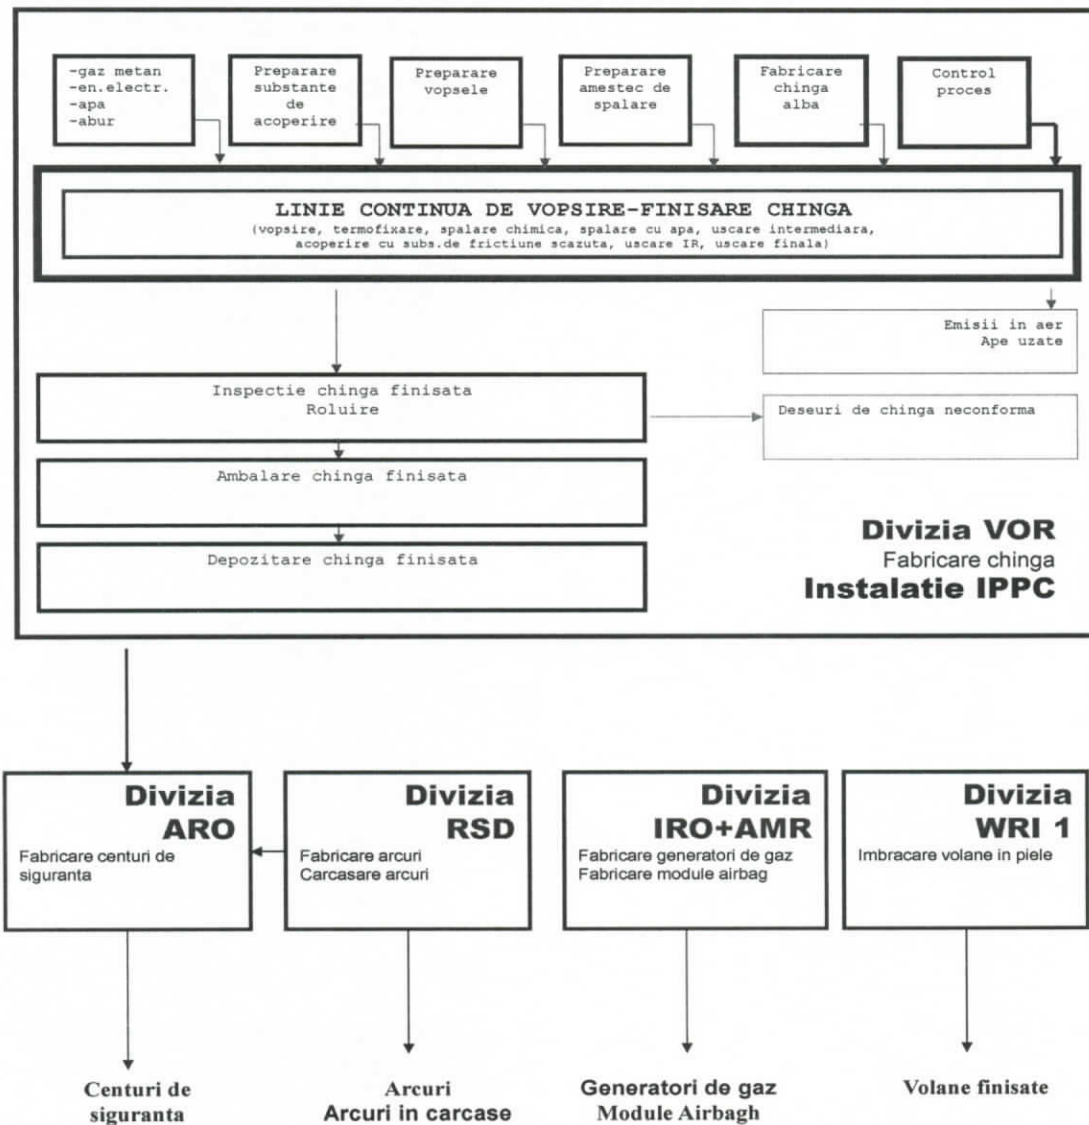 -gaz metan
-en.electr.
-apa
-abur
Preparare
substante
de
acoperire
Preparare
vopsele
Preparare
amestec de
spalare
Fabricare
chinga
alba
Control
proces
LINIE CONTINUA DE VOPSIRE-FINISARE CHINGA
(vopsire, termofixare, spalare chimica, spalare cu apa, uscare intermediara,
acoperire cu subs.de frictiune scazuta, uscare IR, uscare finala)
Emisii in aer
Ape uzate
Inspectie chinga finisata
Roluire
Deseuri de chinga neconforma
Ambalare chinga finisata
Depozitare chinga finisata
Divizia VOR
Fabricare chinga
Instalatie IPPC
Divizia
ARO
Fabricare centuri de
siguranta
Divizia
RSD
Fabricare arcuri
Carcasare arcuri
Divizia
IRO+AMR
Fabricare generatori de gaz
Fabricare module airbag
Divizia
WRI 1
Imbracare volane in piele
Centuri de
siguranta
Arcuri
Arcuri in carcase
Generatori de gaz
Module Airbagh
Volane finisate